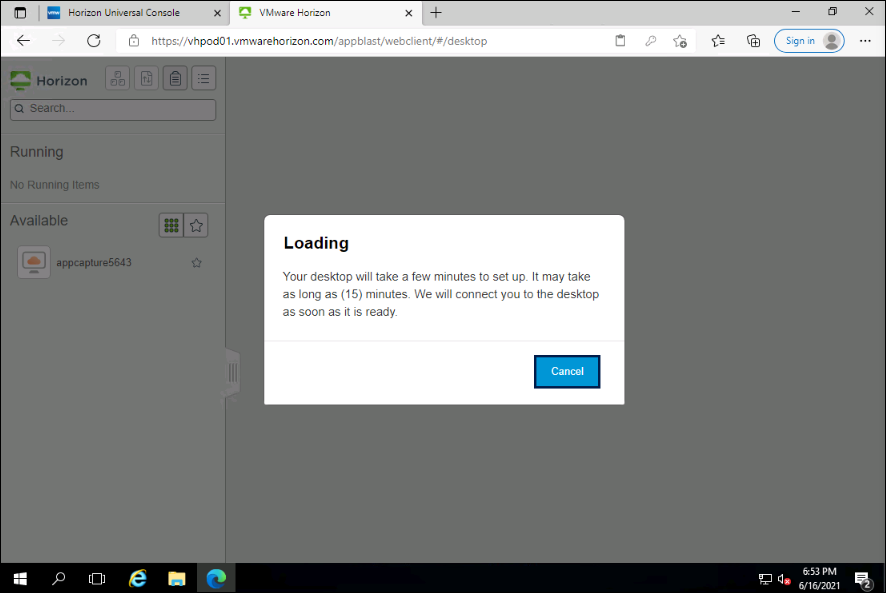 vmw Horizon Universal Console
VMware Horizon
https://vhpod01.vmwarehorizon.com/appblast/webclient/#/desktop
Sign in
Horizon
Search...
Running
No Running Items
Available
appcapture5643
Loading
Your desktop will take a few minutes to set up. It may take
as long as (15) minutes. We will connect you to the desktop
as soon as it is ready.
Cancel
6:53 PM
6/16/2021
2